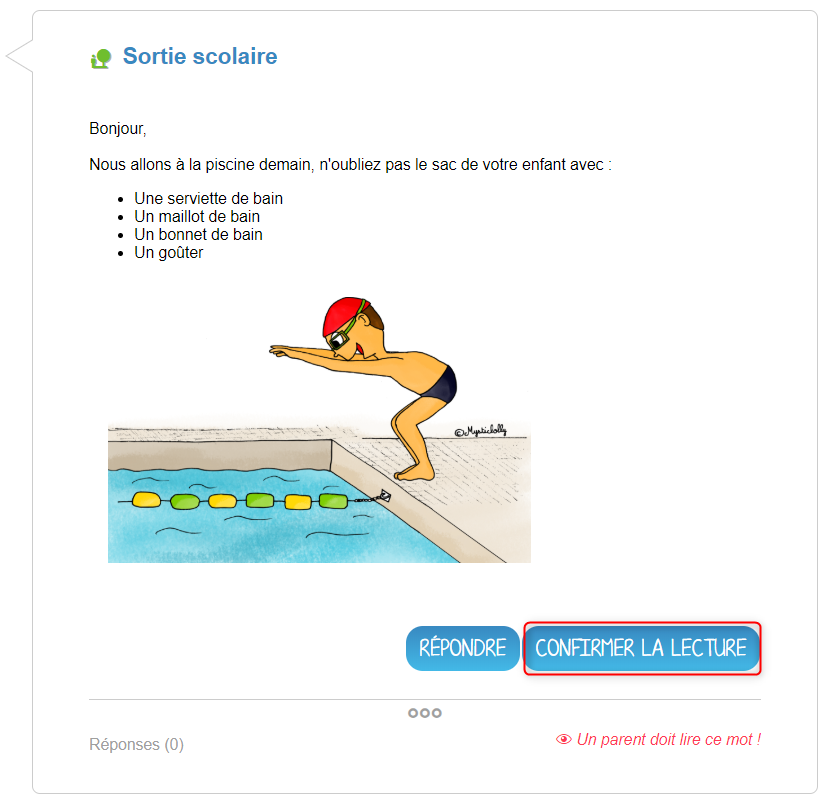 Sortie scolaire
Bonjour,
Nous allons à la piscine demain, n'oubliez pas le sac de votre enfant avec :
Une serviette de bain
Un maillot de bain
Un bonnet de bain
Un goûter
©Mysticlolly
RÉPONDRE CONFIRMER LA LECTURE
Réponses (0) Un parent doit lire ce mot !